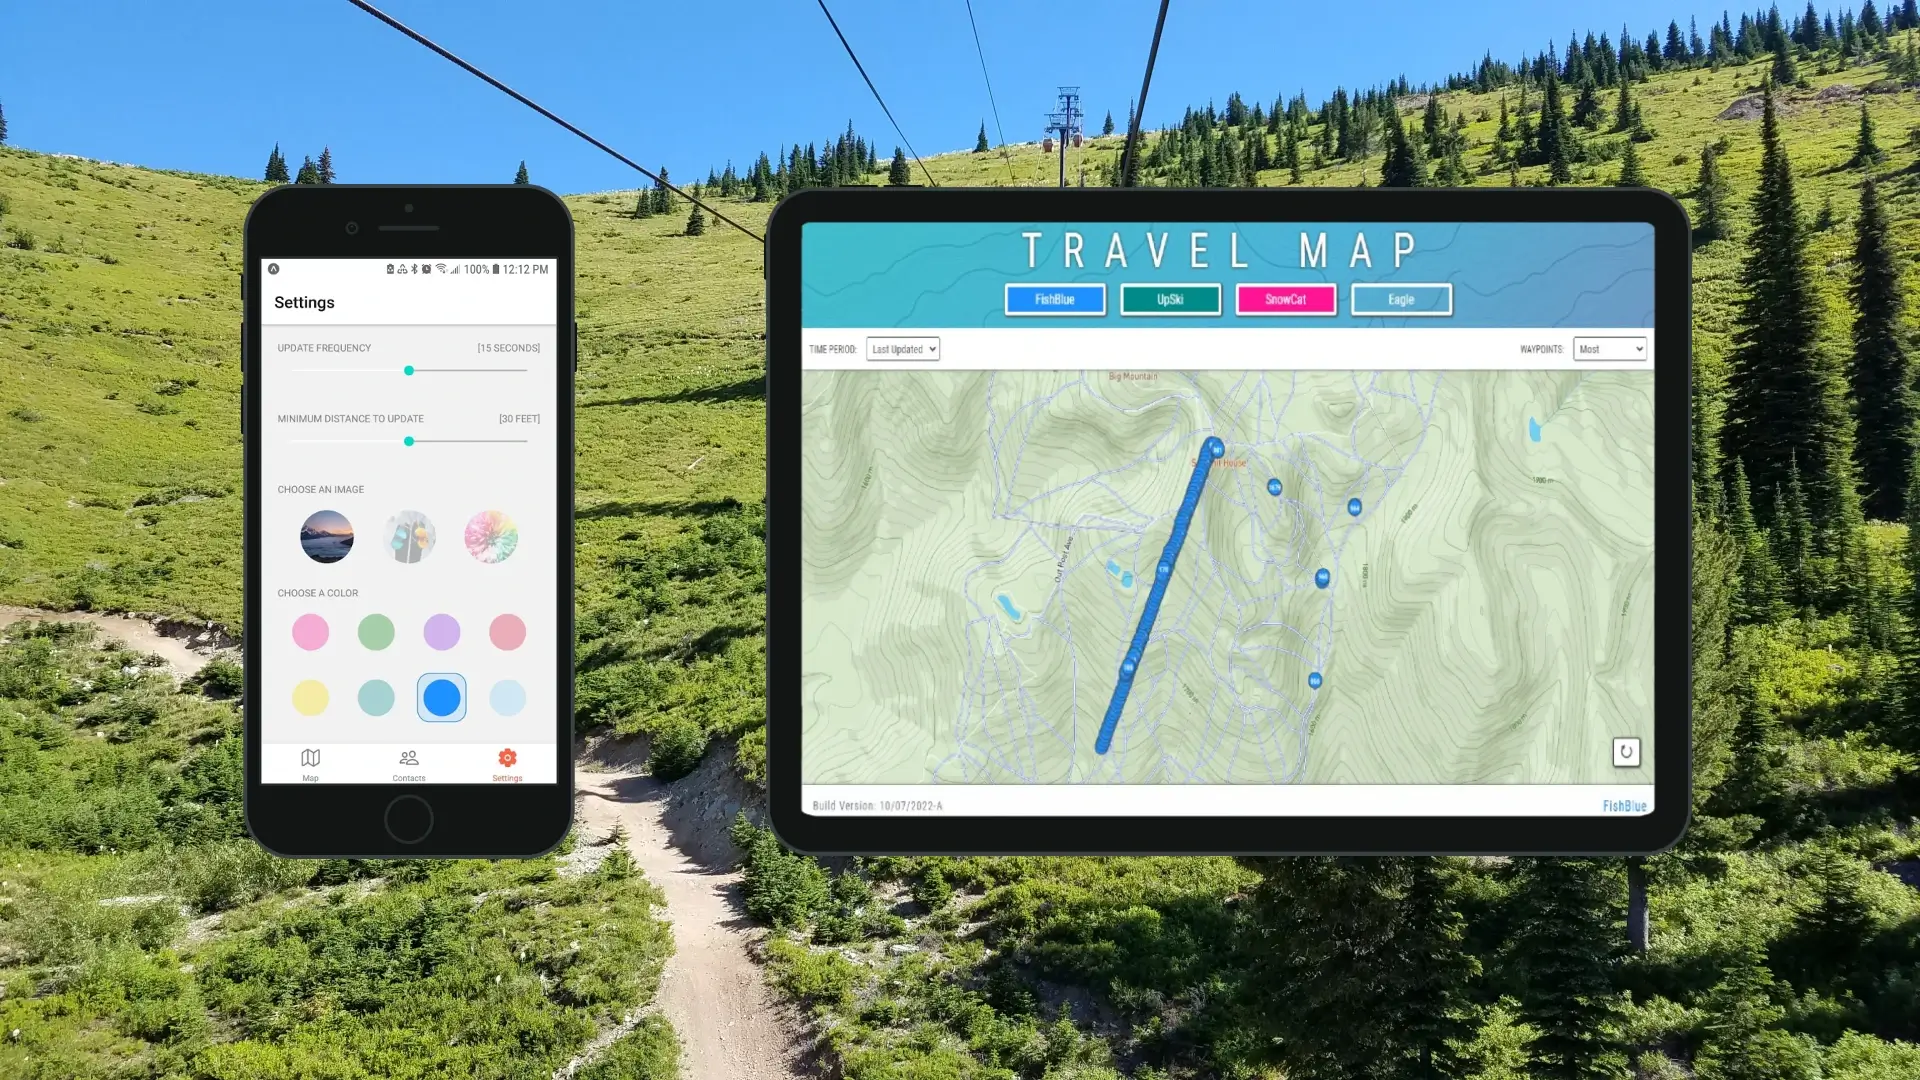 100% 12:12 PM
Settings
UPDATE FREQUENCY [15 SECONDS]
MINIMUM DISTANCE TO UPDATE [30 FEET]
CHOOSE AN IMAGE
CHOOSE A COLOR
Map Contacts Settings
TRAVEL MAP
FishBlue UpSki SnowCat Eagle
TIME PERIOD: Last Updated WAYPOINTS: Most
Big Mountain
House
1800 m
Build Version: 10/07/2022-A FishBlue